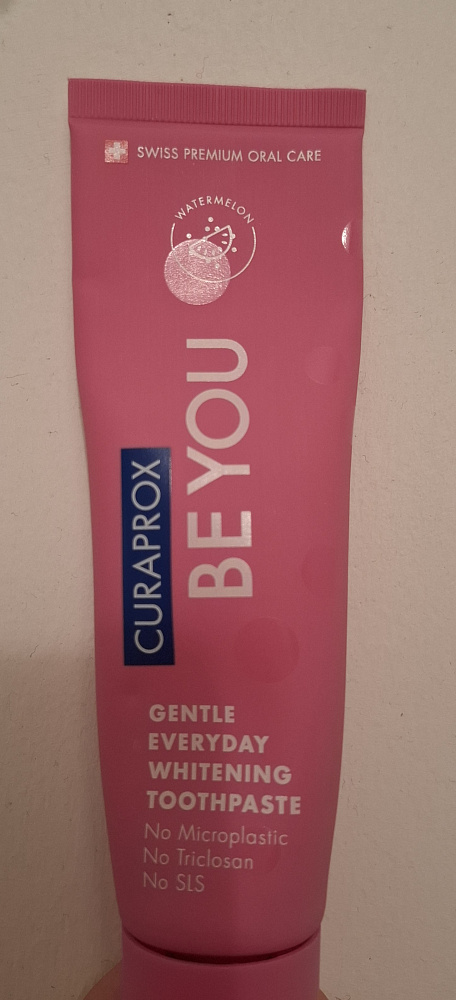 SWISS PREMIUM ORAL CARE
WATERMELON
CURAPROX
BE YOU
GENTLE
EVERYDAY
WHITENING
TOOTHPASTE
No Microplastic
No Triclosan
No SLS